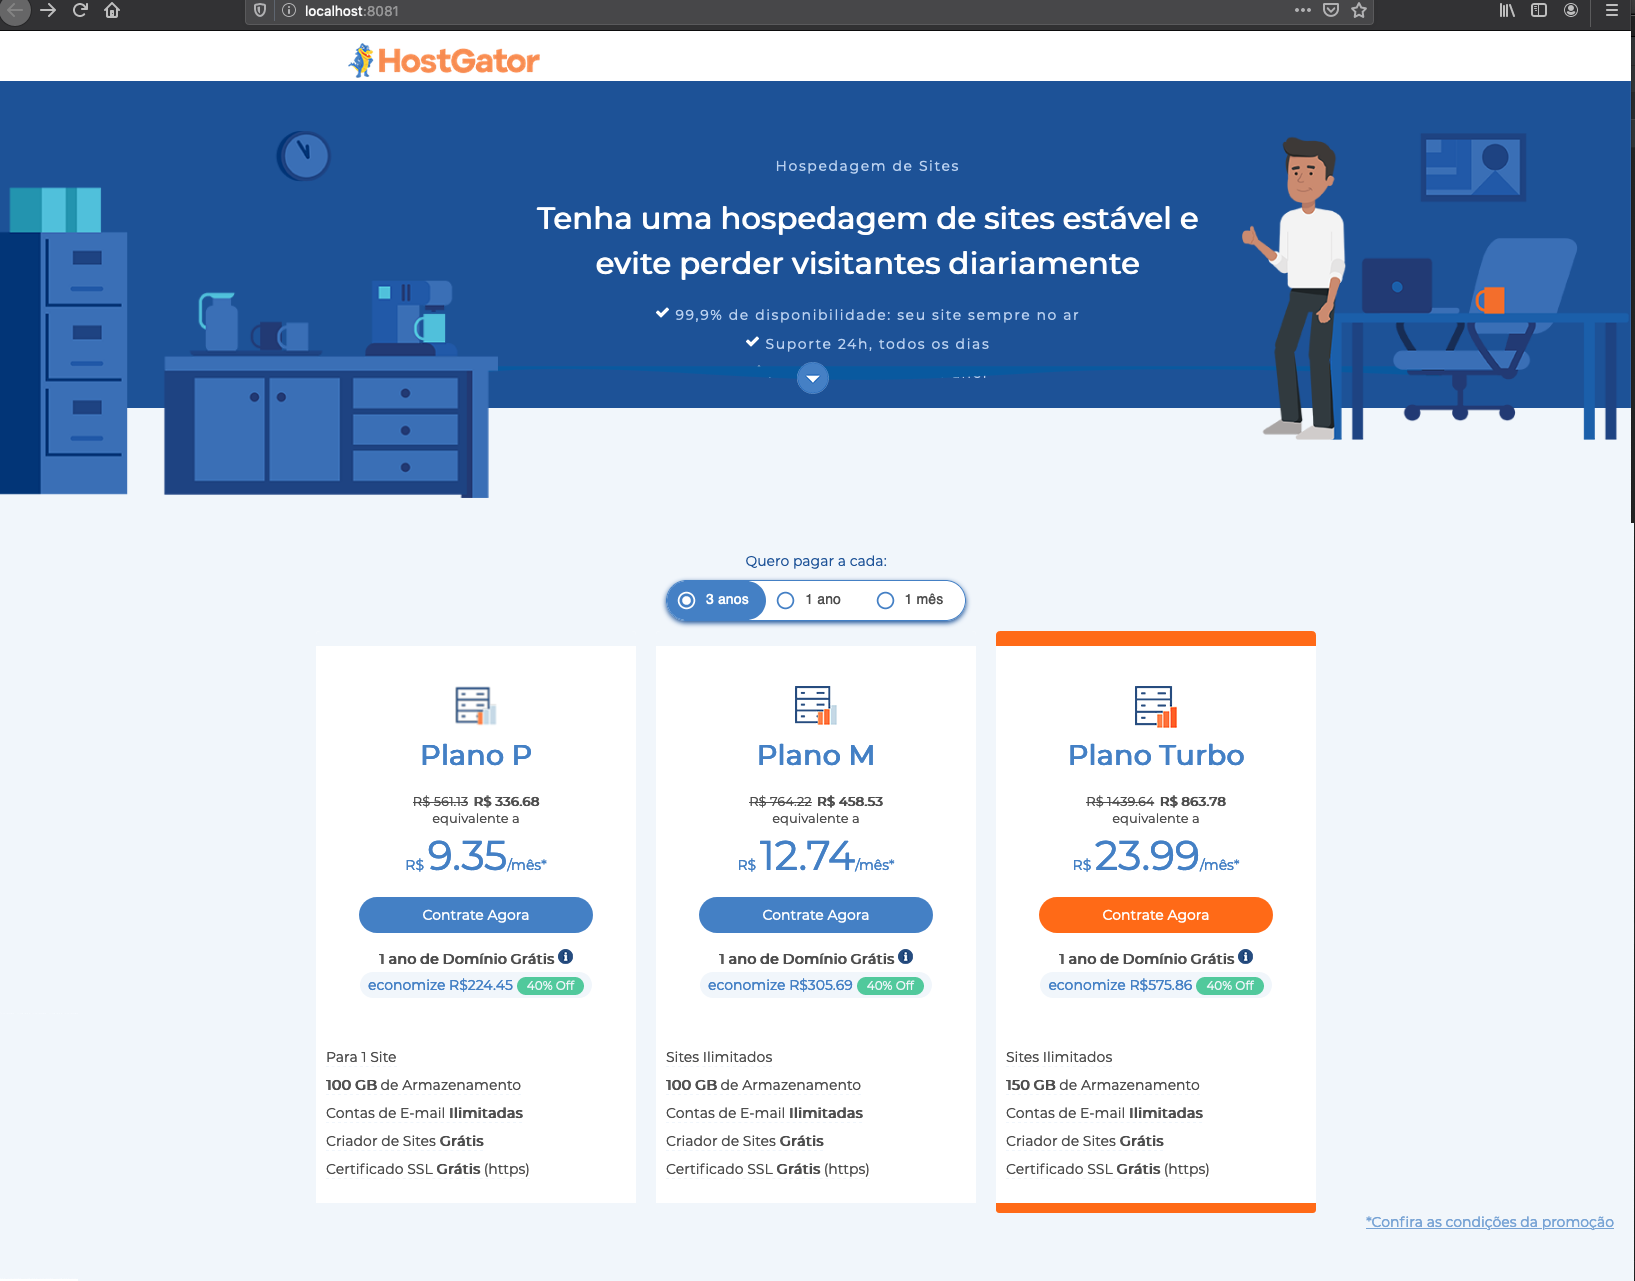 localhost:8081
HostGator
Hospedagem de Sites
Tenha uma hospedagem de sites estável e
evite perder visitantes diariamente
99,9% de disponibilidade: seu site sempre no ar
Suporte 24h, todos os dias
Quero pagar a cada:
3 anos 1 ano 1 mês
Plano P
R$ 561.13 R$ 336.68
equivalente a
R$ 9.35/mês*
Contrate Agora
1 ano de Domínio Grátis
economize R$224.45 40% Off
Para 1 Site
100 GB de Armazenamento
Contas de E-mail Ilimitadas
Criador de Sites Grátis
Certificado SSL Grátis (https)
Plano M
R$ 764.22 R$ 458.53
equivalente a
R$ 12.74/mês*
Contrate Agora
1 ano de Domínio Grátis
economize R$305.69 40% Off
Sites Ilimitados
100 GB de Armazenamento
Contas de E-mail Ilimitadas
Criador de Sites Grátis
Certificado SSL Grátis (https)
Plano Turbo
R$ 1439.64 R$ 863.78
equivalente a
R$ 23.99/mês*
Contrate Agora
1 ano de Domínio Grátis
economize R$575.86 40% Off
Sites Ilimitados
150 GB de Armazenamento
Contas de E-mail Ilimitadas
Criador de Sites Grátis
Certificado SSL Grátis (https)
*Confira as condições da promoção